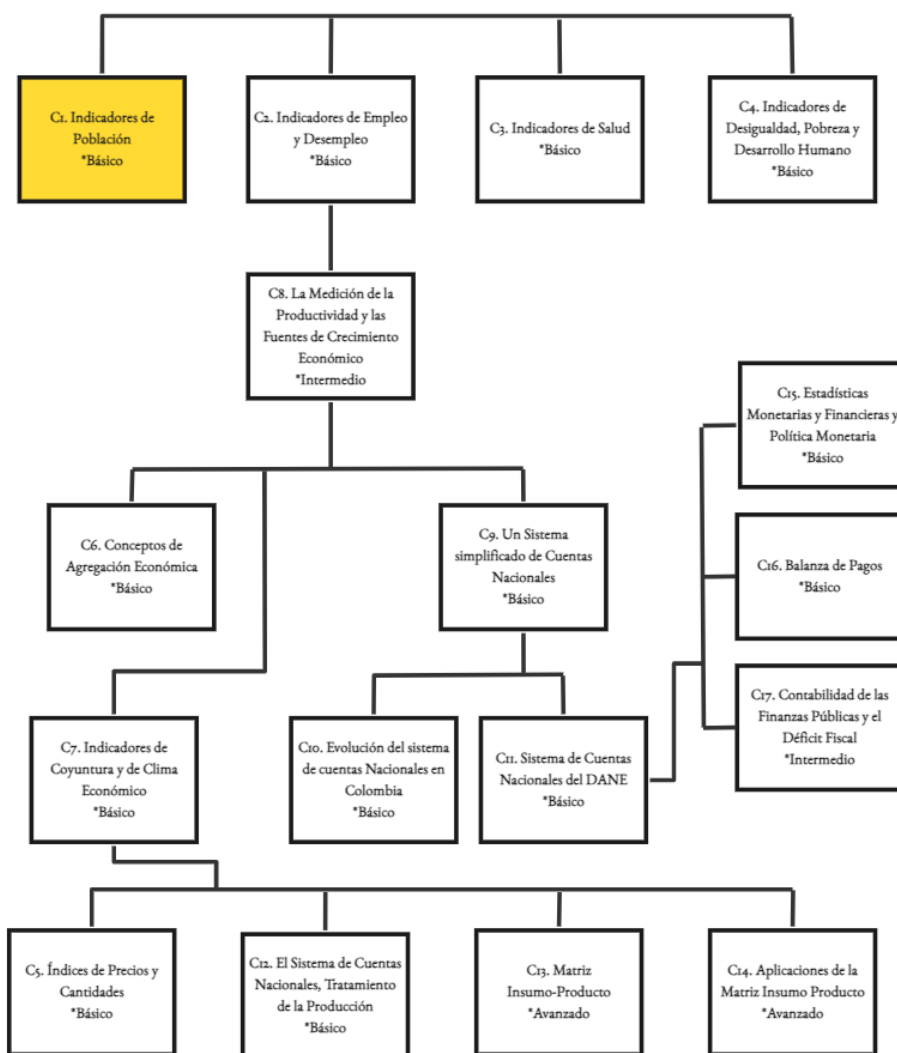 C1. Indicadores de
Población
*Básico
C2. Indicadores de Empleo
y Desempleo
*Básico
C3. Indicadores de Salud
*Básico
C4. Indicadores de
Desigualdad, Pobreza y
Desarrollo Humano
*Básico
C8. La Medición de la
Productividad y las
Fuentes de Crecimiento
Económico
*Intermedio
C15. Estadísticas
Monetarias y Financieras y
Política Monetaria
*Básico
C6. Conceptos de
Agregación Económica
*Básico
C9. Un Sistema
simplificado de Cuentas
Nacionales
*Básico
C16. Balanza de Pagos
*Básico
C17. Contabilidad de las
Finanzas Públicas y el
Déficit Fiscal
*Intermedio
C7. Indicadores de
Coyuntura y de Clima
Económico
*Básico
C10. Evolución del sistema
de cuentas Nacionales en
Colombia
*Básico
C11. Sistema de Cuentas
Nacionales del DANE
*Básico
C5. Índices de Precios y
Cantidades
*Básico
C12. El Sistema de Cuentas
Nacionales, Tratamiento
de la Producción
*Básico
C13. Matriz
Insumo-Producto
*Avanzado
C14. Aplicaciones de la
Matriz Insumo Producto
*Avanzado